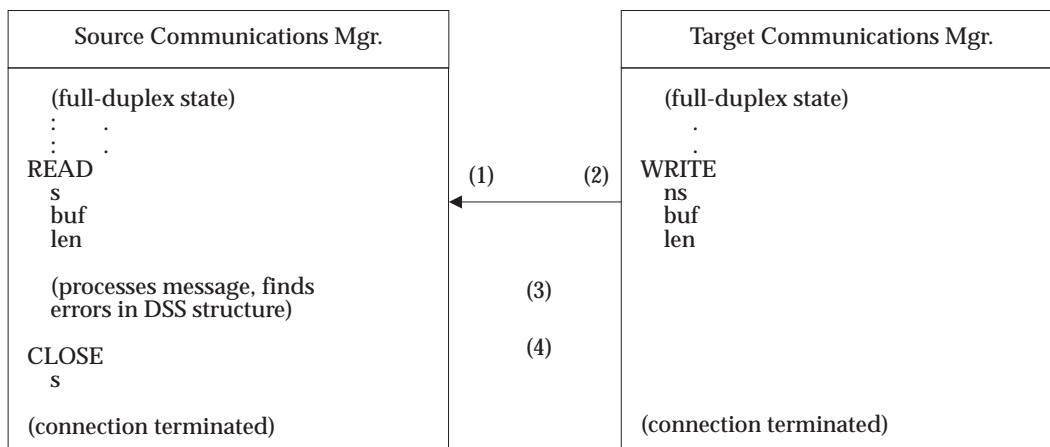 Source Communications Mgr.
Target Communications Mgr.
(full-duplex state)
(full-duplex state)
: .
: .
.
.
READ
(1)
(2)
WRITE
s
ns
buf
buf
len
len
(processes message, finds
errors in DSS structure)
(3)
CLOSE
(4)
s
(connection terminated)
(connection terminated)